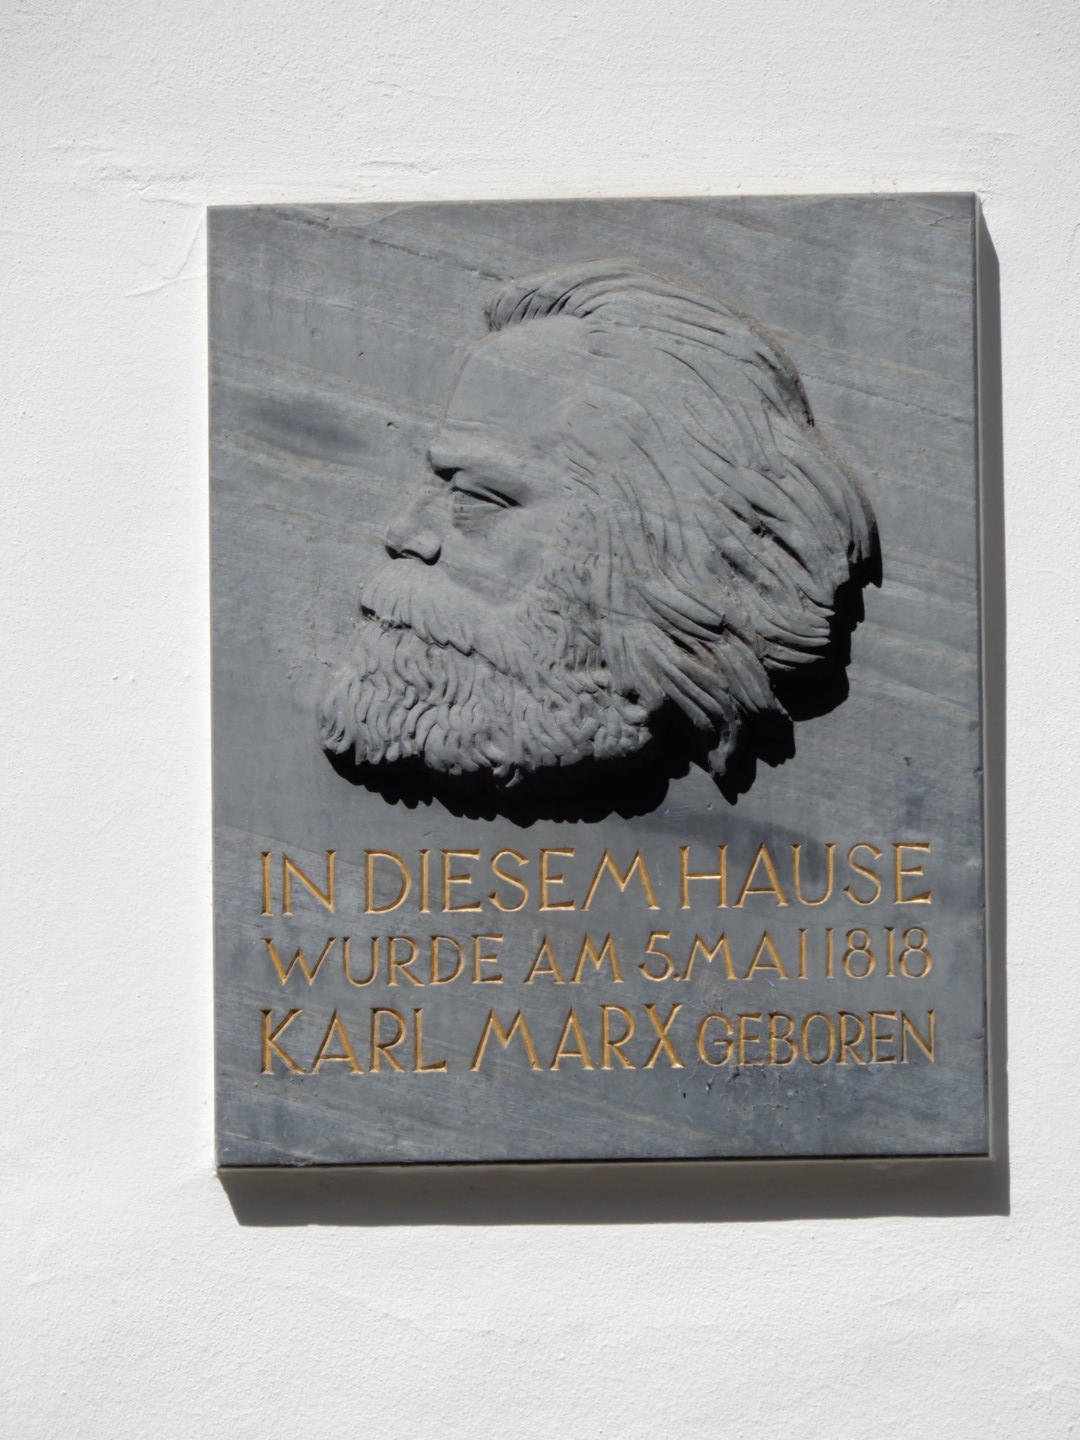 IN DIESEM HAUSE
WURDE AM 5. MAI 1818
KARL MARX GEBOREN